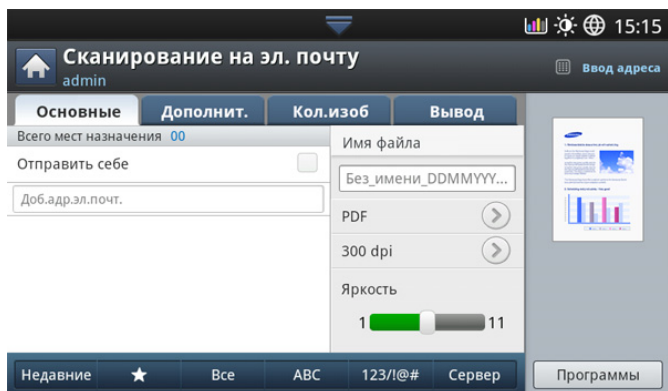 15:15
Сканирование на эл. почту
admin
Ввод адреса
Основные Дополнит. Кол.изоб Вывод
Всего мест назначения 00
Отправить себе
Доб.адр.эл.почт.
Имя файла
Без_имени_DDMMYYY...
PDF
300 dpi
Яркость
1 11
Недавние ★ Все ABC 123/!@# Сервер
Программы